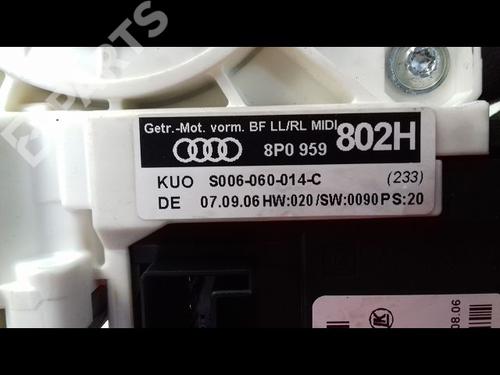 PARTS
Getr.-Mot. vorm. BF LL/RL MIDI
8P0 959 802H
KUO S006-060-014-C (233)
DE 07.09.06 HW:020/SW:0090 PS:20
08.06